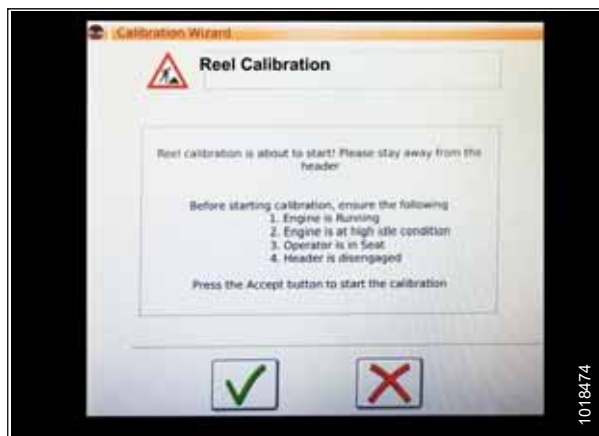 Calibration Wizard
Reel Calibration
Reel calibration is about to start! Please stay away from the
header
Before starting calibration, ensure the following
1. Engine is Running
2. Engine is at high idle condition
3. Operator is in Seat
4. Header is disengaged
Press the Accept button to start the calibration
1018474